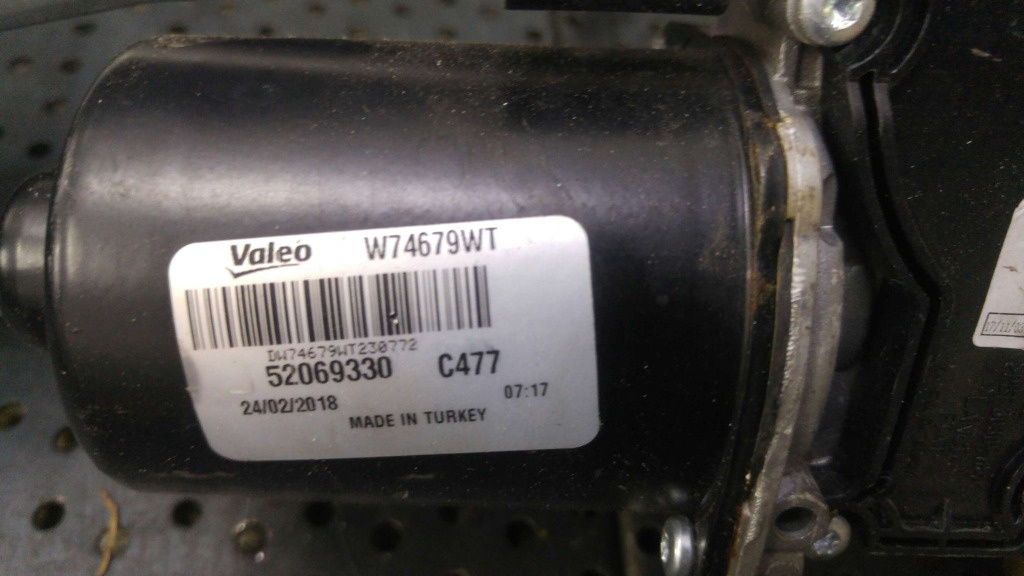 Valeo W74679WT
DW74679WT230772
52069330 C477
24/02/2018 07:17
MADE IN TURKEY